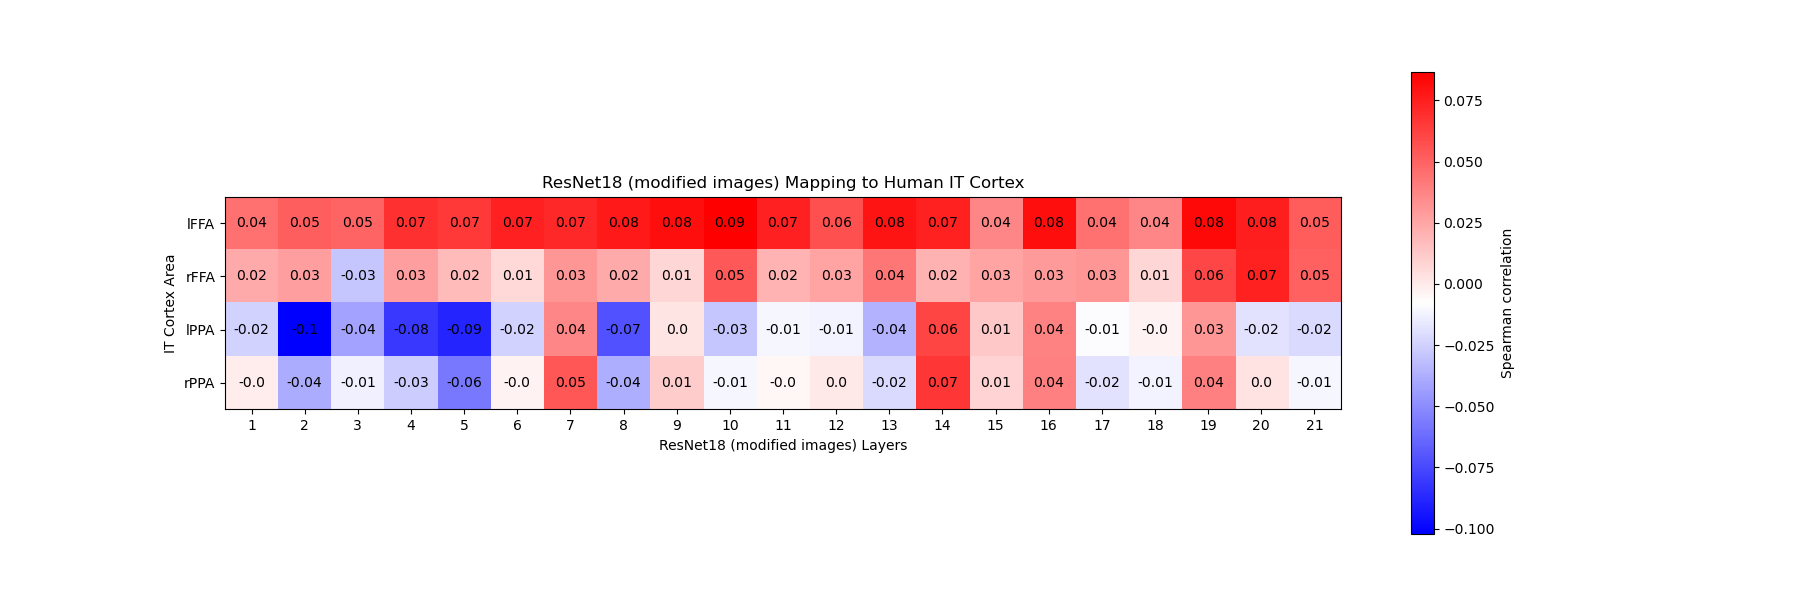 ResNet18 (modified images) Mapping to Human IT Cortex
IT Cortex Area
lFFA 0.04 0.05 0.05 0.07 0.07 0.07 0.07 0.08 0.08 0.09 0.07 0.06 0.08 0.07 0.04 0.08 0.04 0.04 0.08 0.08 0.05
rFFA 0.02 0.03 -0.03 0.03 0.02 0.01 0.03 0.02 0.01 0.05 0.02 0.03 0.04 0.02 0.03 0.03 0.03 0.01 0.06 0.07 0.05
lPPA -0.02 -0.1 -0.04 -0.08 -0.09 -0.02 0.04 -0.07 0.0 -0.03 -0.01 -0.01 -0.04 0.06 0.01 0.04 -0.01 -0.0 0.03 -0.02 -0.02
rPPA -0.0 -0.04 -0.01 -0.03 -0.06 -0.0 0.05 -0.04 0.01 -0.01 -0.0 0.0 -0.02 0.07 0.01 0.04 -0.02 -0.01 0.04 0.0 -0.01
1 2 3 4 5 6 7 8 9 10 11 12 13 14 15 16 17 18 19 20 21
ResNet18 (modified images) Layers
0.075
0.050
0.025
0.000
−0.025
−0.050
−0.075
−0.100
Spearman correlation